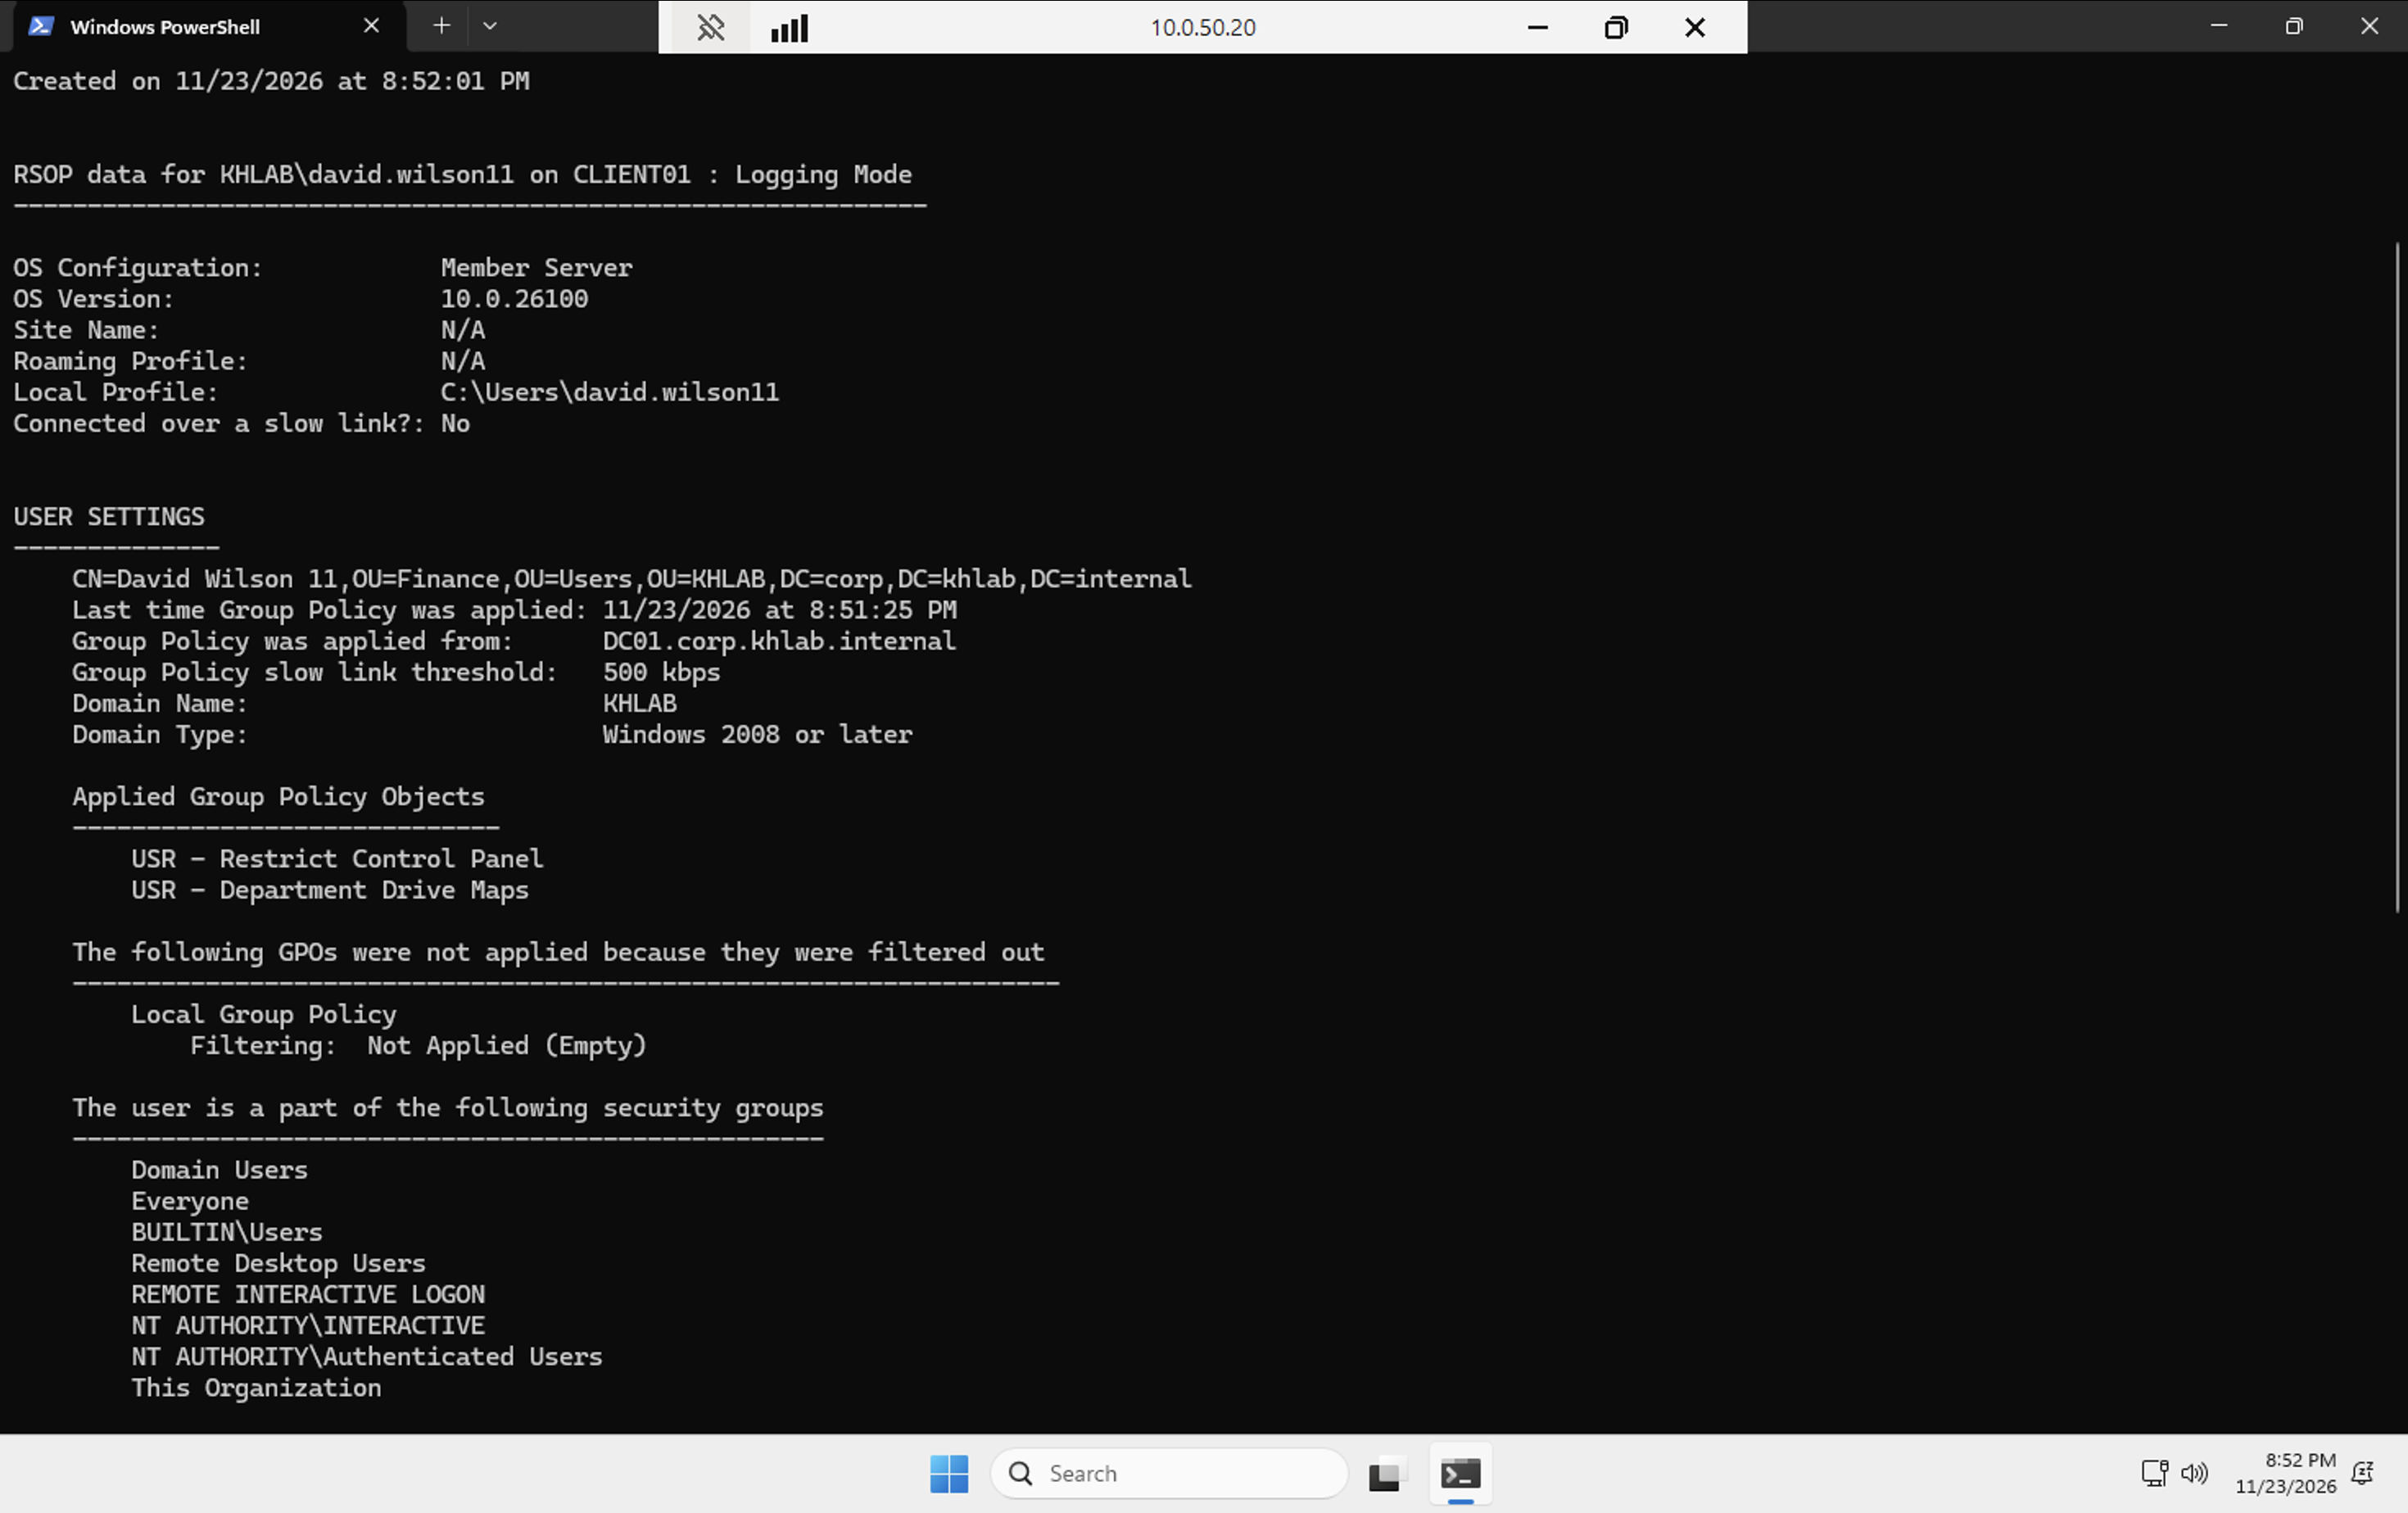 Windows PowerShell
10.0.50.20
Created on 11/23/2026 at 8:52:01 PM
RSOP data for KHLAB\david.wilson11 on CLIENT01 : Logging Mode
--------------------------------------------------------------
OS Configuration: Member Server
OS Version: 10.0.26100
Site Name: N/A
Roaming Profile: N/A
Local Profile: C:\Users\david.wilson11
Connected over a slow link?: No
USER SETTINGS
--------------
CN=David Wilson 11,OU=Finance,OU=Users,OU=KHLAB,DC=corp,DC=khlab,DC=internal
Last time Group Policy was applied: 11/23/2026 at 8:51:25 PM
Group Policy was applied from: DC01.corp.khlab.internal
Group Policy slow link threshold: 500 kbps
Domain Name: KHLAB
Domain Type: Windows 2008 or later
Applied Group Policy Objects
-----------------------------
USR - Restrict Control Panel
USR - Department Drive Maps
The following GPOs were not applied because they were filtered out
-------------------------------------------------------------------
Local Group Policy
Filtering: Not Applied (Empty)
The user is a part of the following security groups
---------------------------------------------------
Domain Users
Everyone
BUILTIN\Users
Remote Desktop Users
REMOTE INTERACTIVE LOGON
NT AUTHORITY\INTERACTIVE
NT AUTHORITY\Authenticated Users
This Organization
Search
8:52 PM
11/23/2026